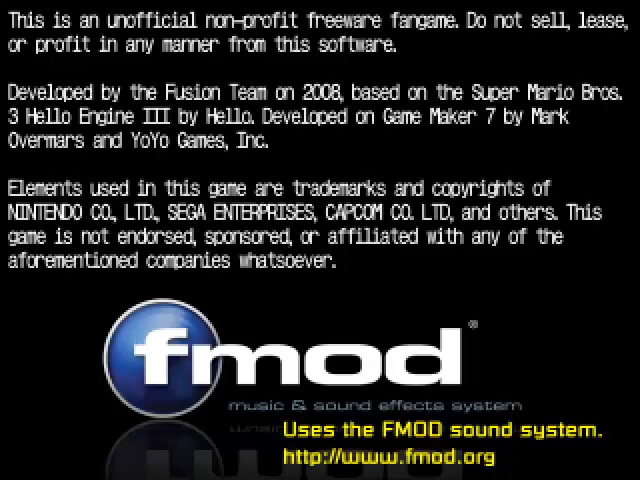 This is an unofficial non-profit freeware fangame. Do not sell, lease,
or profit in any manner from this software.
Developed by the Fusion Team on 2008, based on the Super Mario Bros.
3 Hello Engine III by Hello. Developed on Game Maker 7 by Mark
Overmars and YoYo Games, Inc.
Elements used in this game are trademarks and copyrights of
NINTENDO CO., LTD., SEGA ENTERPRISES, CAPCOM CO. LTD, and others. This
game is not endorsed, sponsored, or affiliated with any of the
aforementioned companies whatsoever.
fmod®
music & sound effects system
Uses the FMOD sound system.
http://www.fmod.org